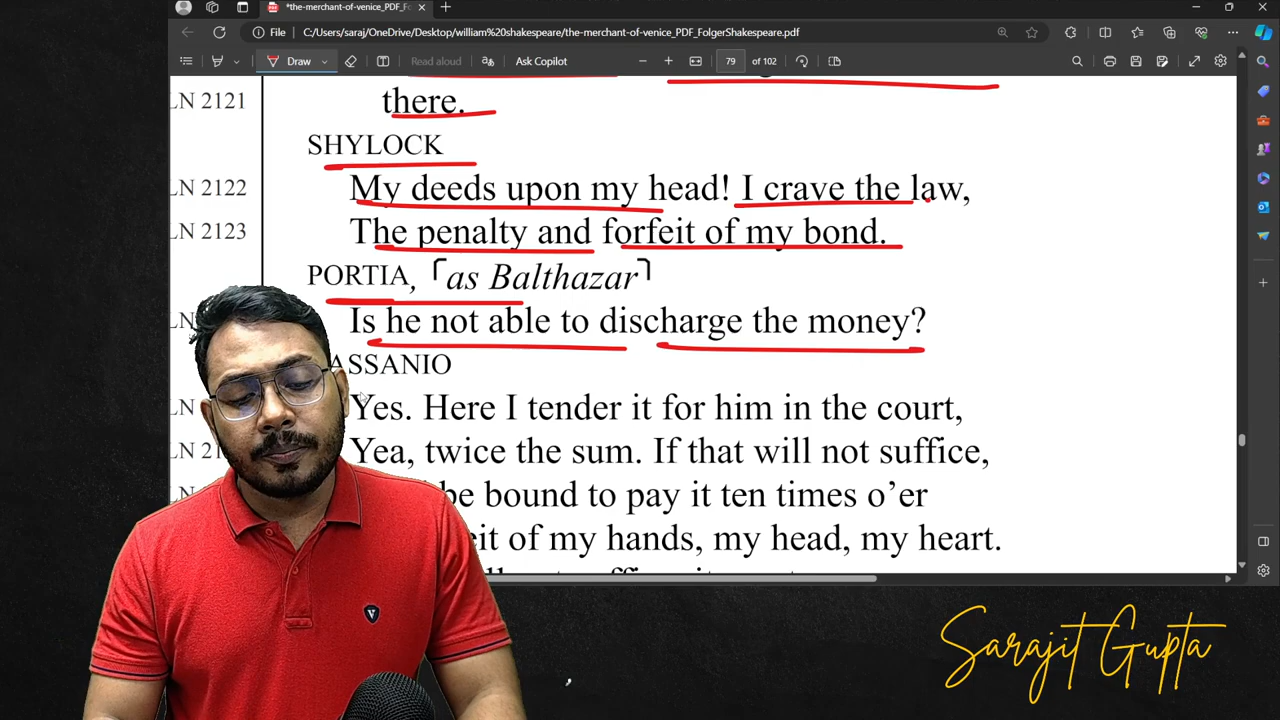 *the-merchant-of-venice_PDF_Fol
File
C:/Users/saraj/OneDrive/Desktop/william%20shakespeare/the-merchant-of-venice_PDF_FolgerShakespeare.pdf
Draw
Read aloud
Ask Copilot
79
of 102
LN 2121
there.
SHYLOCK
LN 2122
My deeds upon my head! I crave the law,
LN 2123
The penalty and forfeit of my bond.
PORTIA, ⌜as Balthazar⌝
Is he not able to discharge the money?
ASSANIO
Yes. Here I tender it for him in the court,
Yea, twice the sum. If that will not suffice,
be bound to pay it ten times o’er
eit of my hands, my head, my heart.
Sarajit Gupta